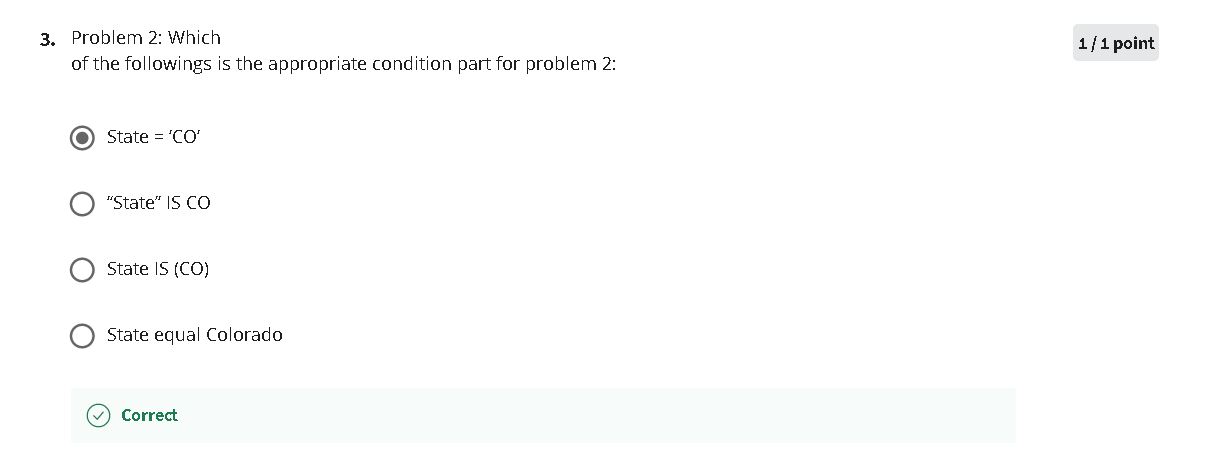 3. Problem 2: Which
1 / 1 point
of the followings is the appropriate condition part for problem 2:
State = ‘CO’
“State” IS CO
State IS (CO)
State equal Colorado
Correct